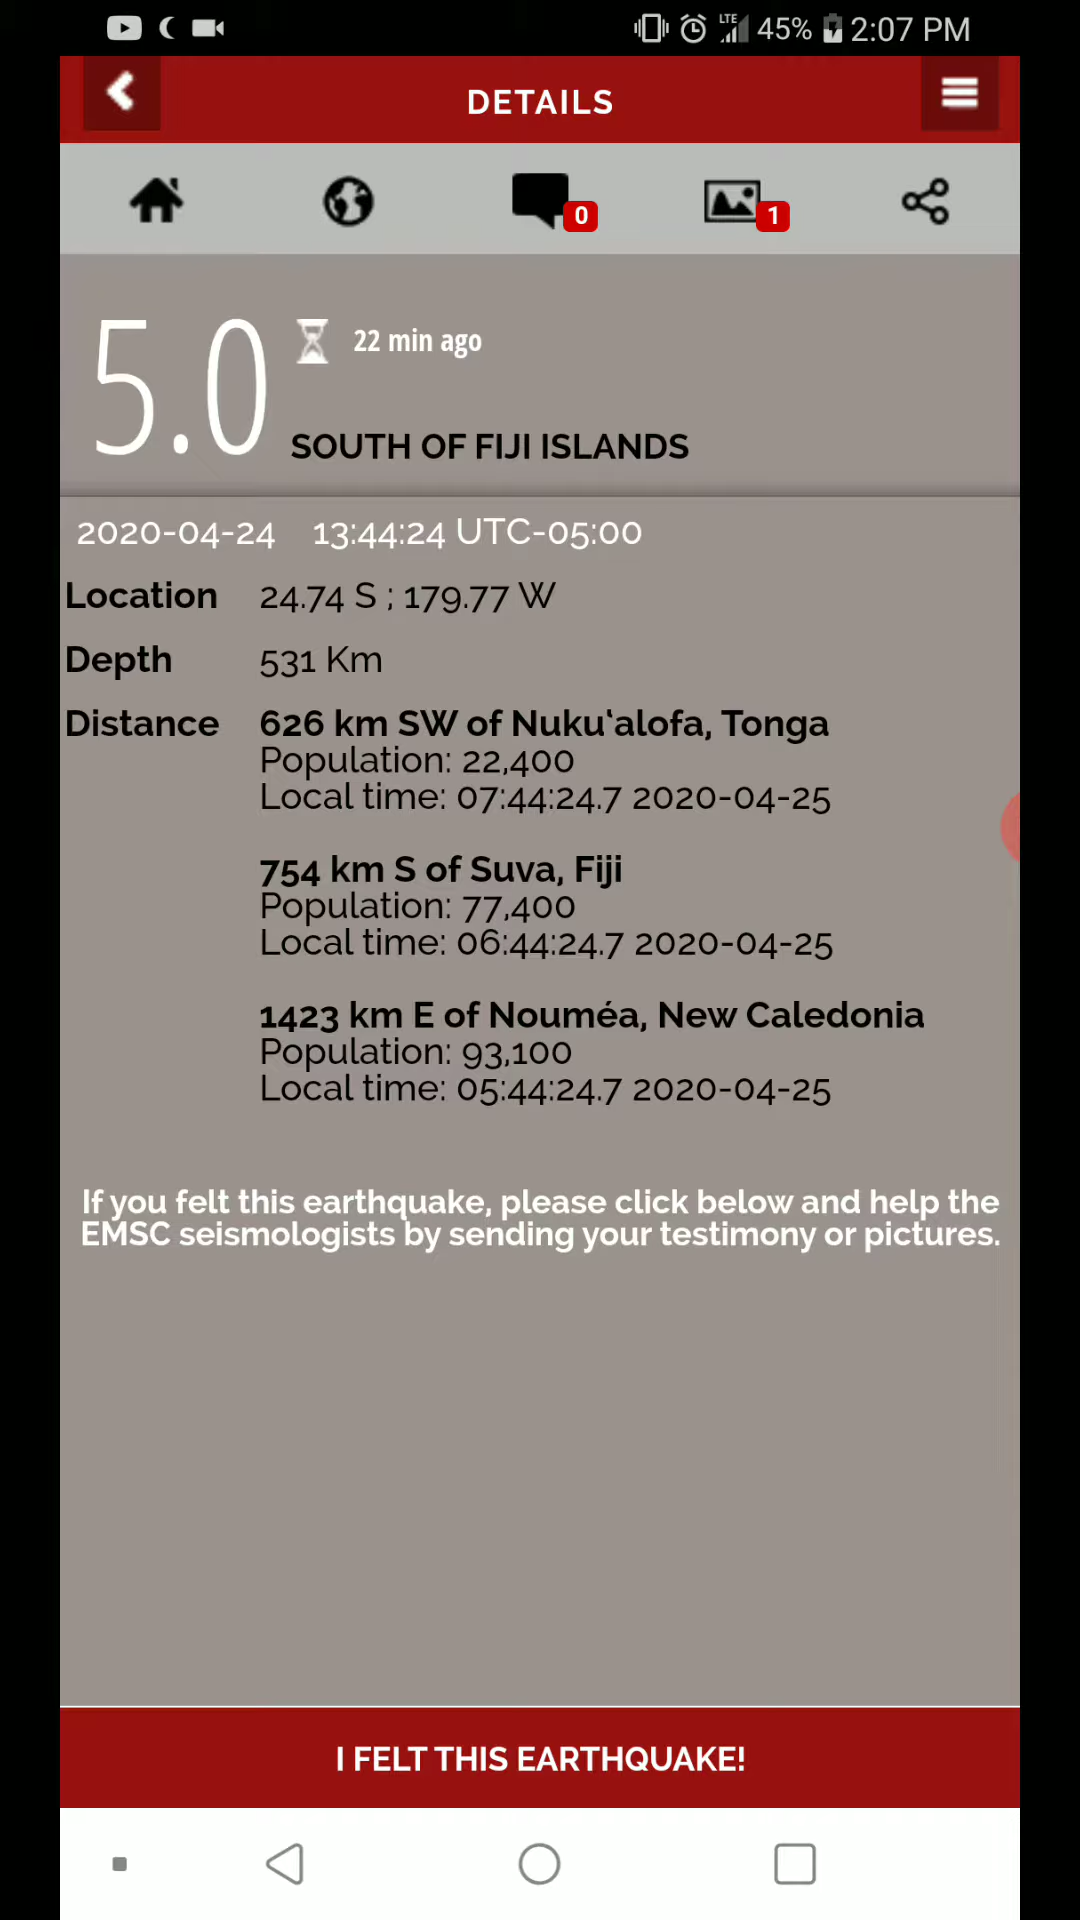 LTE 45% 2:07 PM
DETAILS
0
1
5.0
22 min ago
SOUTH OF FIJI ISLANDS
2020-04-24 13:44:24 UTC-05:00
Location 24.74 S ; 179.77 W
Depth 531 Km
Distance 626 km SW of Nuku‘alofa, Tonga
Population: 22,400
Local time: 07:44:24.7 2020-04-25
754 km S of Suva, Fiji
Population: 77,400
Local time: 06:44:24.7 2020-04-25
1423 km E of Nouméa, New Caledonia
Population: 93,100
Local time: 05:44:24.7 2020-04-25
If you felt this earthquake, please click below and help the
EMSC seismologists by sending your testimony or pictures.
I FELT THIS EARTHQUAKE!